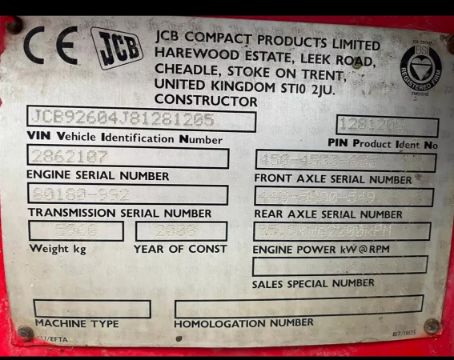 CE JCB
JCB COMPACT PRODUCTS LIMITED
HAREWOOD ESTATE, LEEK ROAD,
CHEADLE, STOKE ON TRENT,
UNITED KINGDOM ST10 2JU.
CONSTRUCTOR
JCB92604J81281205
VIN Vehicle Identification Number
PIN Product Ident No
2862107
ENGINE SERIAL NUMBER
FRONT AXLE SERIAL NUMBER
80180-992
TRANSMISSION SERIAL NUMBER
REAR AXLE SERIAL NUMBER
Weight kg
YEAR OF CONST
ENGINE POWER kW@RPM
SALES SPECIAL NUMBER
MACHINE TYPE
HOMOLOGATION NUMBER